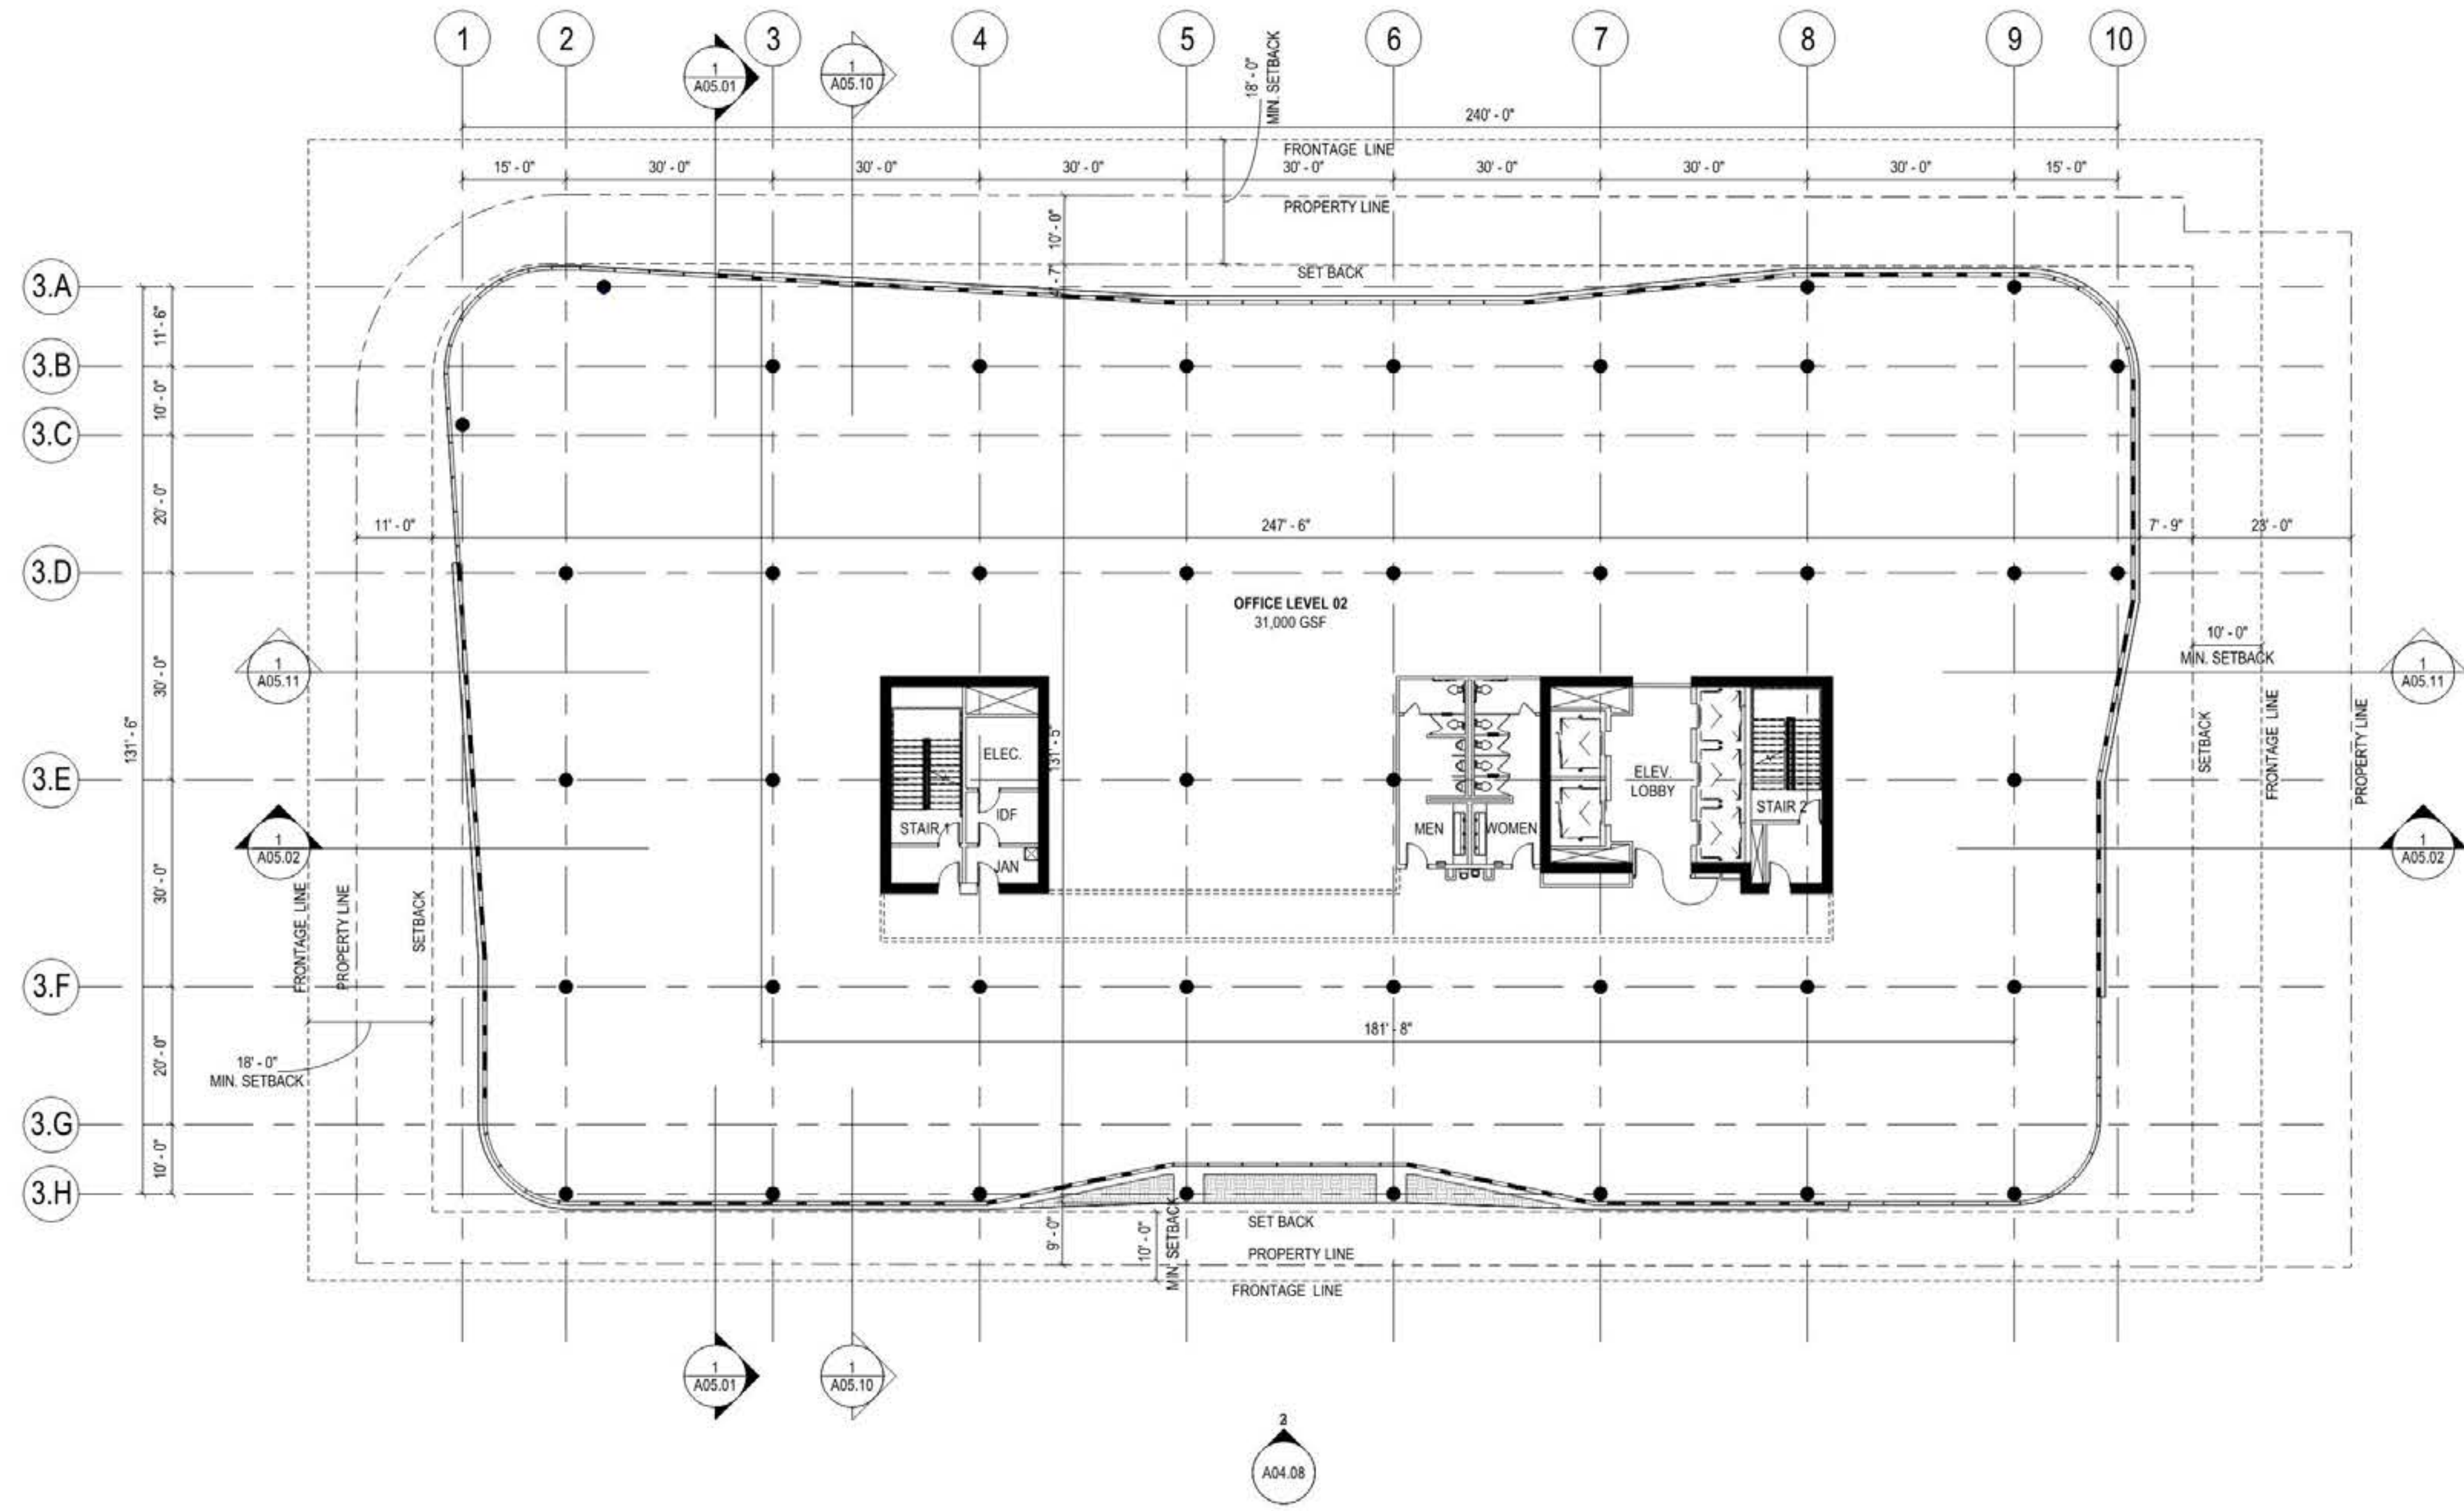 1
2
3
4
5
6
7
8
9
10
1
A05.01
1
A05.10
18' - 0"
MIN. SETBACK
240' - 0"
FRONTAGE LINE
15' - 0"
30' - 0"
30' - 0"
30' - 0"
30' - 0"
30' - 0"
30' - 0"
30' - 0"
15' - 0"
PROPERTY LINE
10' - 0"
7"
SET BACK
3.A
11' - 6"
3.B
10' - 0"
3.C
20' - 0"
11' - 0"
247' - 6"
7' - 9"
23' - 0"
3.D
OFFICE LEVEL 02
31,000 GSF
30' - 0"
10' - 0"
MIN. SETBACK
1
A05.11
1
A05.11
131' - 6"
SETBACK
FRONTAGE LINE
PROPERTY LINE
ELEC.
131' - 5"
3.E
ELEV.
LOBBY
STAIR 2
IDF
STAIR 1
MEN
WOMEN
JAN
1
A05.02
1
A05.02
30' - 0"
FRONTAGE LINE
PROPERTY LINE
SETBACK
3.F
181' - 8"
20' - 0"
18' - 0"
MIN. SETBACK
3.G
10' - 0"
3.H
9' - 0"
10' - 0"
MIN. SETBACK
SET BACK
PROPERTY LINE
FRONTAGE LINE
1
A05.01
1
A05.10
A04.08